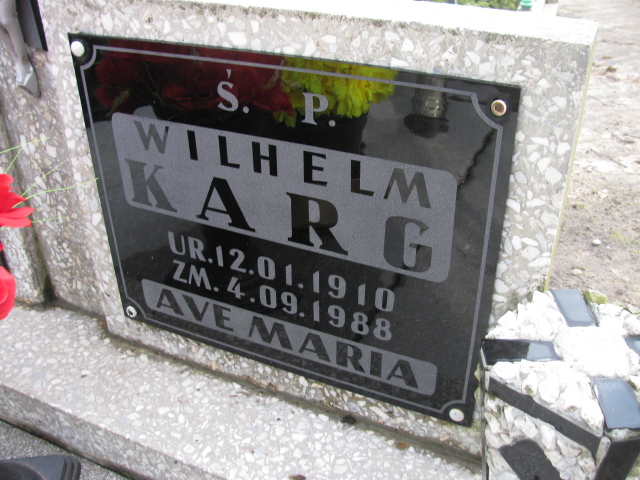 Ś. P.
WILHELM
KARG
UR. 12.01.1910
ZM. 4.09.1988
AVE MARIA